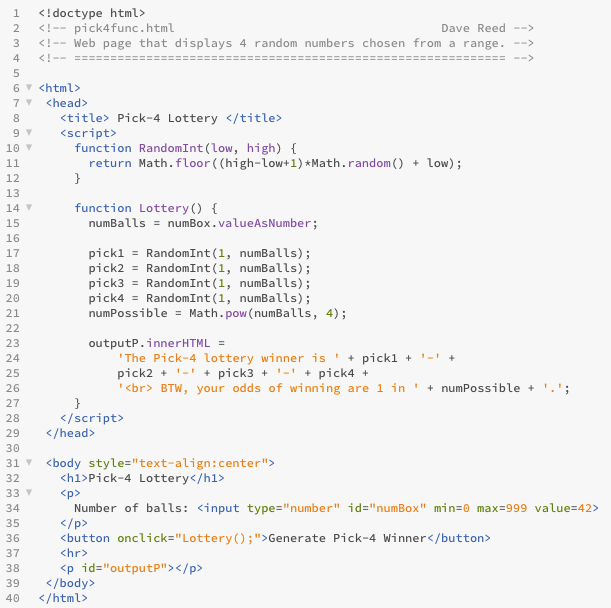 1 <!doctype html>
2 <!-- pick4func.html                                     Dave Reed -->
3 <!-- Web page that displays 4 random numbers chosen from a range. -->
4 <!-- ============================================================ -->
5
6 <html>
7  <head>
8    <title> Pick-4 Lottery </title>
9    <script>
10      function RandomInt(low, high) {
11        return Math.floor((high-low+1)*Math.random() + low);
12      }
13
14      function Lottery() {
15        numBalls = numBox.valueAsNumber;
16
17        pick1 = RandomInt(1, numBalls);
18        pick2 = RandomInt(1, numBalls);
19        pick3 = RandomInt(1, numBalls);
20        pick4 = RandomInt(1, numBalls);
21        numPossible = Math.pow(numBalls, 4);
22
23        outputP.innerHTML =
24            'The Pick-4 lottery winner is ' + pick1 + '-' +
25            pick2 + '-' + pick3 + '-' + pick4 +
26            '<br> BTW, your odds of winning are 1 in ' + numPossible + '.';
27      }
28    </script>
29  </head>
30
31  <body style="text-align:center">
32    <h1>Pick-4 Lottery</h1>
33    <p>
34      Number of balls: <input type="number" id="numBox" min=0 max=999 value=42>
35    </p>
36    <button onclick="Lottery();">Generate Pick-4 Winner</button>
37    <hr>
38    <p id="outputP"></p>
39  </body>
40 </html>